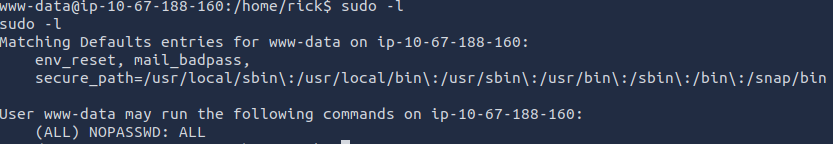 www-data@ip-10-67-188-160:/home/rick$ sudo -l
sudo -l
Matching Defaults entries for www-data on ip-10-67-188-160:
    env_reset, mail_badpass,
    secure_path=/usr/local/sbin\:/usr/local/bin\:/usr/sbin\:/usr/bin\:/sbin\:/bin\:/snap/bin

User www-data may run the following commands on ip-10-67-188-160:
    (ALL) NOPASSWD: ALL